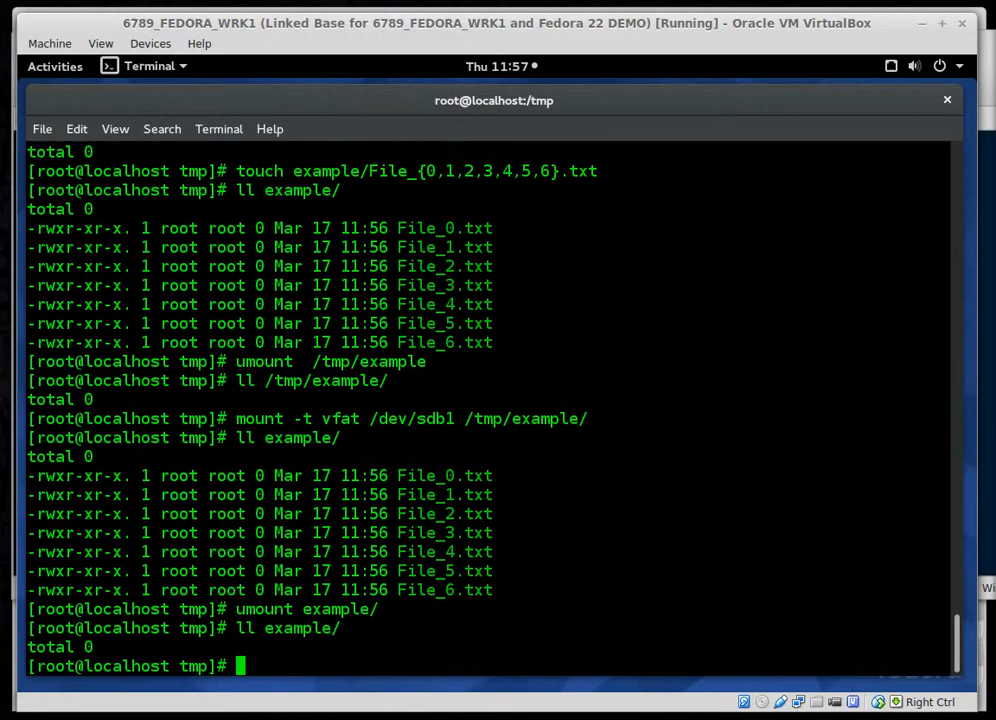 6789_FEDORA_WRK1 (Linked Base for 6789_FEDORA_WRK1 and Fedora 22 DEMO) [Running] - Oracle VM VirtualBox
Machine View Devices Help
Activities Terminal Thu 11:57
root@localhost:/tmp
File Edit View Search Terminal Help
total 0
[root@localhost tmp]# touch example/File_{0,1,2,3,4,5,6}.txt
[root@localhost tmp]# ll example/
total 0
-rwxr-xr-x. 1 root root 0 Mar 17 11:56 File_0.txt
-rwxr-xr-x. 1 root root 0 Mar 17 11:56 File_1.txt
-rwxr-xr-x. 1 root root 0 Mar 17 11:56 File_2.txt
-rwxr-xr-x. 1 root root 0 Mar 17 11:56 File_3.txt
-rwxr-xr-x. 1 root root 0 Mar 17 11:56 File_4.txt
-rwxr-xr-x. 1 root root 0 Mar 17 11:56 File_5.txt
-rwxr-xr-x. 1 root root 0 Mar 17 11:56 File_6.txt
[root@localhost tmp]# umount  /tmp/example
[root@localhost tmp]# ll /tmp/example/
total 0
[root@localhost tmp]# mount -t vfat /dev/sdb1 /tmp/example/
[root@localhost tmp]# ll example/
total 0
-rwxr-xr-x. 1 root root 0 Mar 17 11:56 File_0.txt
-rwxr-xr-x. 1 root root 0 Mar 17 11:56 File_1.txt
-rwxr-xr-x. 1 root root 0 Mar 17 11:56 File_2.txt
-rwxr-xr-x. 1 root root 0 Mar 17 11:56 File_3.txt
-rwxr-xr-x. 1 root root 0 Mar 17 11:56 File_4.txt
-rwxr-xr-x. 1 root root 0 Mar 17 11:56 File_5.txt
-rwxr-xr-x. 1 root root 0 Mar 17 11:56 File_6.txt
[root@localhost tmp]# umount example/
[root@localhost tmp]# ll example/
total 0
[root@localhost tmp]#
Right Ctrl